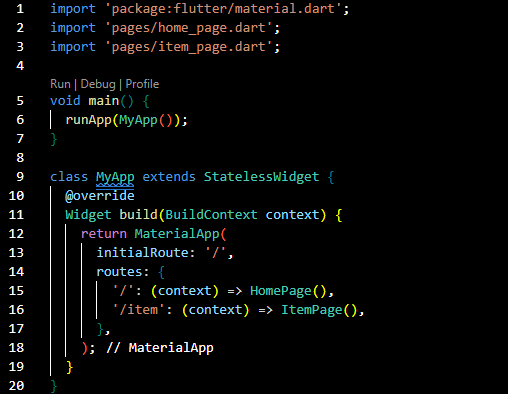 1 import 'package:flutter/material.dart';
2 import 'pages/home_page.dart';
3 import 'pages/item_page.dart';
4
Run | Debug | Profile
5 void main() {
6   runApp(MyApp());
7 }
8
9 class MyApp extends StatelessWidget {
10   @override
11   Widget build(BuildContext context) {
12     return MaterialApp(
13       initialRoute: '/',
14       routes: {
15         '/': (context) => HomePage(),
16         '/item': (context) => ItemPage(),
17       },
18     ); // MaterialApp
19   }
20 }